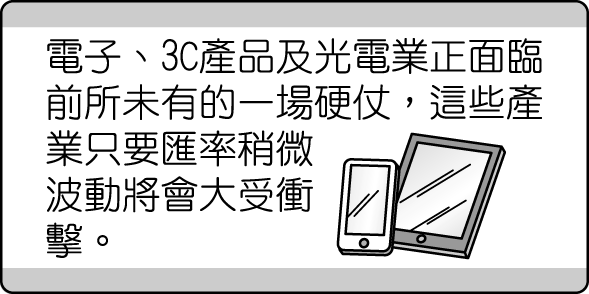 電子、3C產品及光電業正面臨
前所未有的一場硬仗，這些產
業只要匯率稍微
波動將會大受衝
擊。